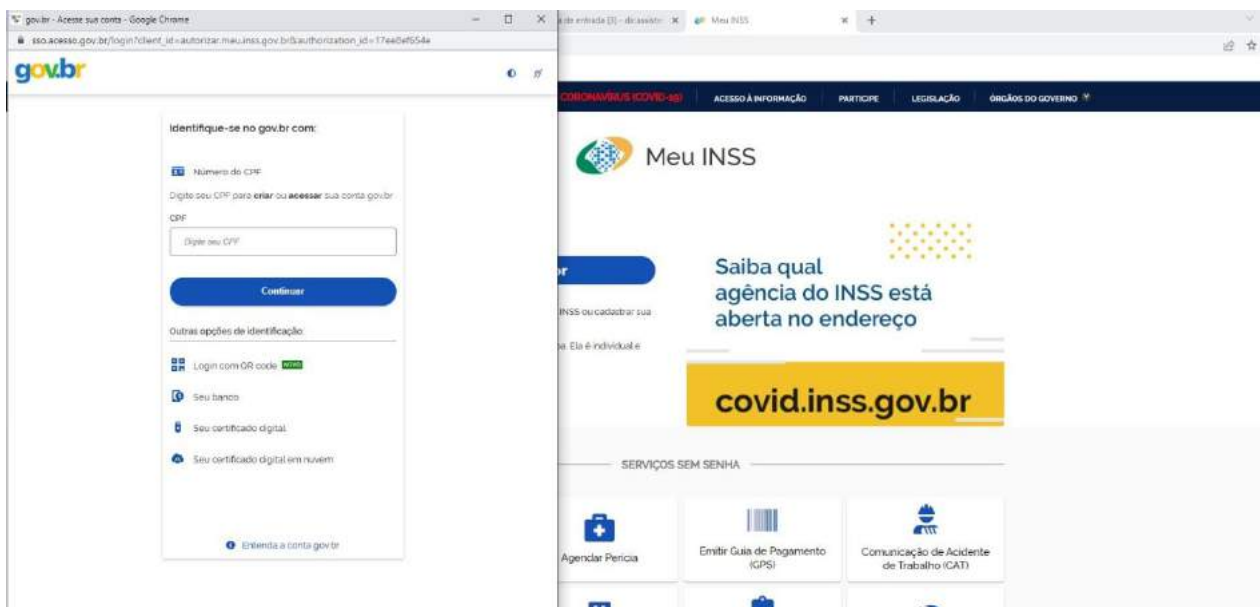 gov.br - Acesse sua conta - Google Chrome
sso.acesso.gov.br/login?client_id=autorizar.meu.inss.gov.br&authorization_id=17ee0ef654e
gov.br
Identifique-se no gov.br com:
Número do CPF
Digite seu CPF para criar ou acessar sua conta gov.br
CPF
Digite seu CPF
Continuar
Outras opções de identificação:
Login com QR code NOVO
Seu banco
Seu certificado digital
Seu certificado digital em nuvem
Entenda a conta gov.br
de entrada (3) -
Meu INSS
CORONAVÍRUS (COVID-19)
ACESSO À INFORMAÇÃO
PARTICIPE
LEGISLAÇÃO
ÓRGÃOS DO GOVERNO
Meu INSS
or
INSS ou cadastrar sua
Ela é individual e
Saiba qual
agência do INSS está
aberta no endereço
covid.inss.gov.br
SERVIÇOS SEM SENHA
Agendar Perícia
Emitir Guia de Pagamento
(GPS)
Comunicação de Acidente
de Trabalho (CAT)